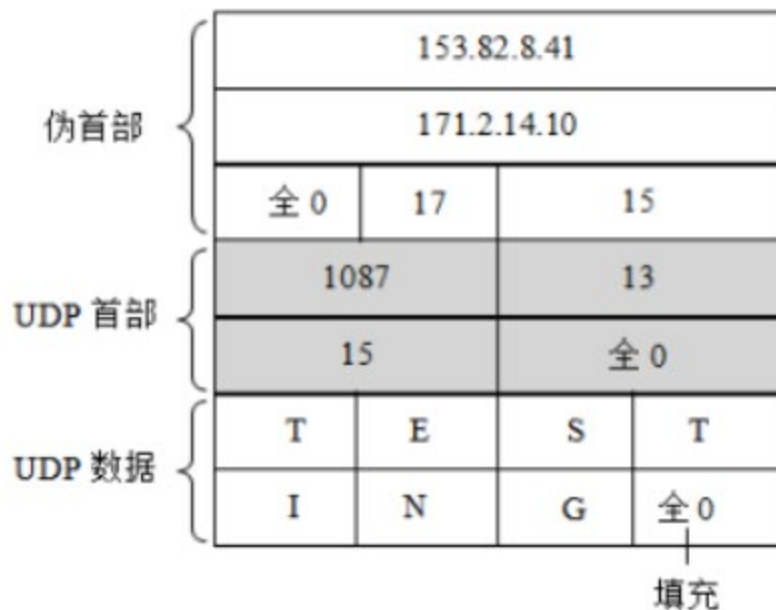 153.82.8.41
伪首部
171.2.14.10
全 0 17 15
1087 13
UDP 首部
15 全 0
T E S T
UDP 数据
I N G 全 0
填充